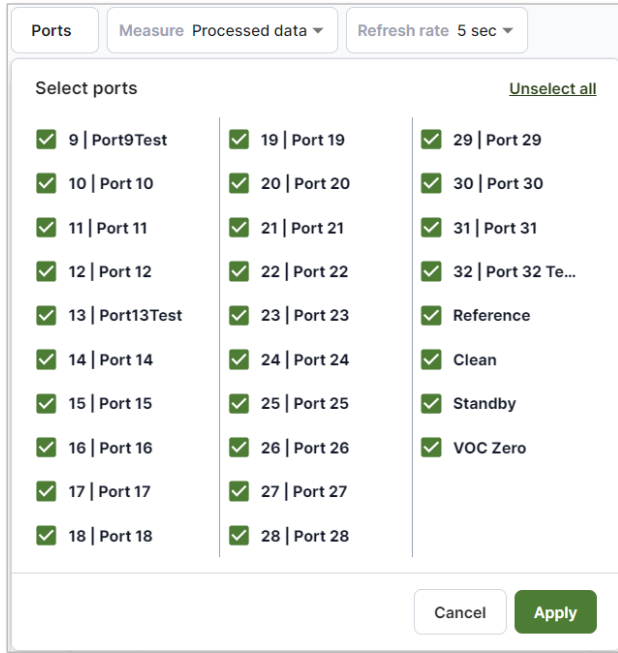 Ports Measure Processed data Refresh rate 5 sec
Select ports Unselect all
9 | Port9Test
10 | Port 10
11 | Port 11
12 | Port 12
13 | Port13Test
14 | Port 14
15 | Port 15
16 | Port 16
17 | Port 17
18 | Port 18
19 | Port 19
20 | Port 20
21 | Port 21
22 | Port 22
23 | Port 23
24 | Port 24
25 | Port 25
26 | Port 26
27 | Port 27
28 | Port 28
29 | Port 29
30 | Port 30
31 | Port 31
32 | Port 32 Te...
Reference
Clean
Standby
VOC Zero
Cancel Apply